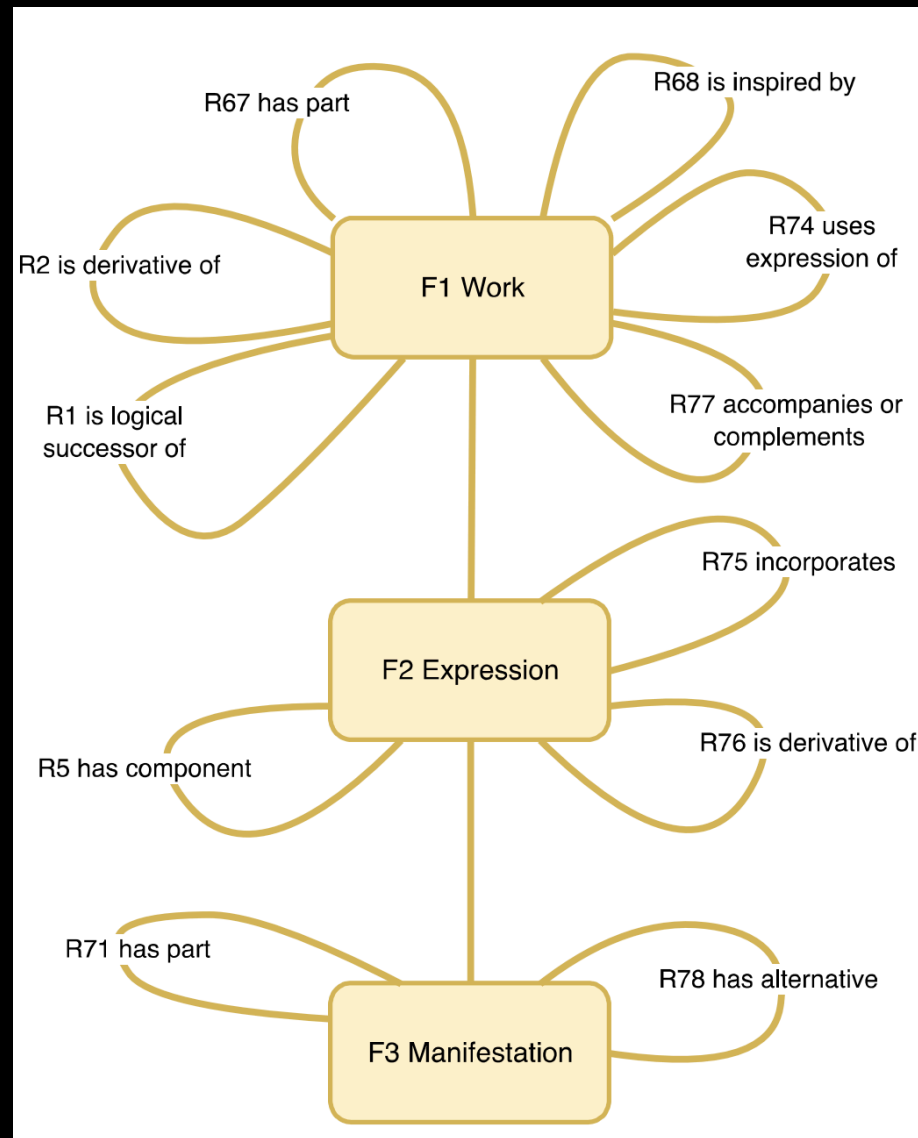 R68 is inspired by
R67 has part
R74 uses
expression of
R2 is derivative of
F1 Work
R77 accompanies or
complements
R1 is logical
successor of
R75 incorporates
F2 Expression
R76 is derivative of
R5 has component
R71 has part
R78 has alternative
F3 Manifestation